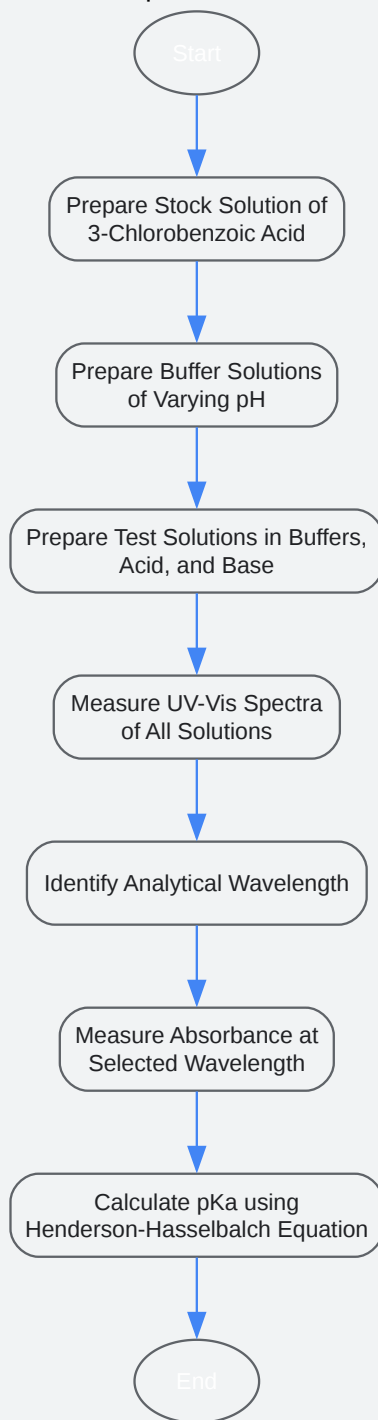 Start
Prepare Stock Solution of
3-Chlorobenzoic Acid
Prepare Buffer Solutions
of Varying pH
Prepare Test Solutions in Buffers,
Acid, and Base
Measure UV-Vis Spectra
of All Solutions
Identify Analytical Wavelength
Measure Absorbance at
Selected Wavelength
Calculate pKa using
Henderson-Hasselbalch Equation
End